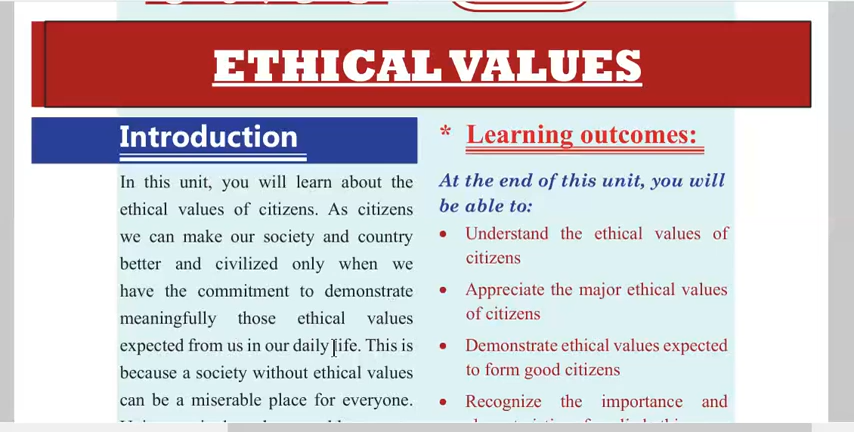 ETHICAL VALUES
Introduction
In this unit, you will learn about the
ethical values of citizens. As citizens
we can make our society and country
better and civilized only when we
have the commitment to demonstrate
meaningfully those ethical values
expected from us in our daily life. This is
because a society without ethical values
can be a miserable place for everyone.
* Learning outcomes:
At the end of this unit, you will
be able to:
• Understand the ethical values of
citizens
• Appreciate the major ethical values
of citizens
• Demonstrate ethical values expected
to form good citizens
• Recognize the importance and